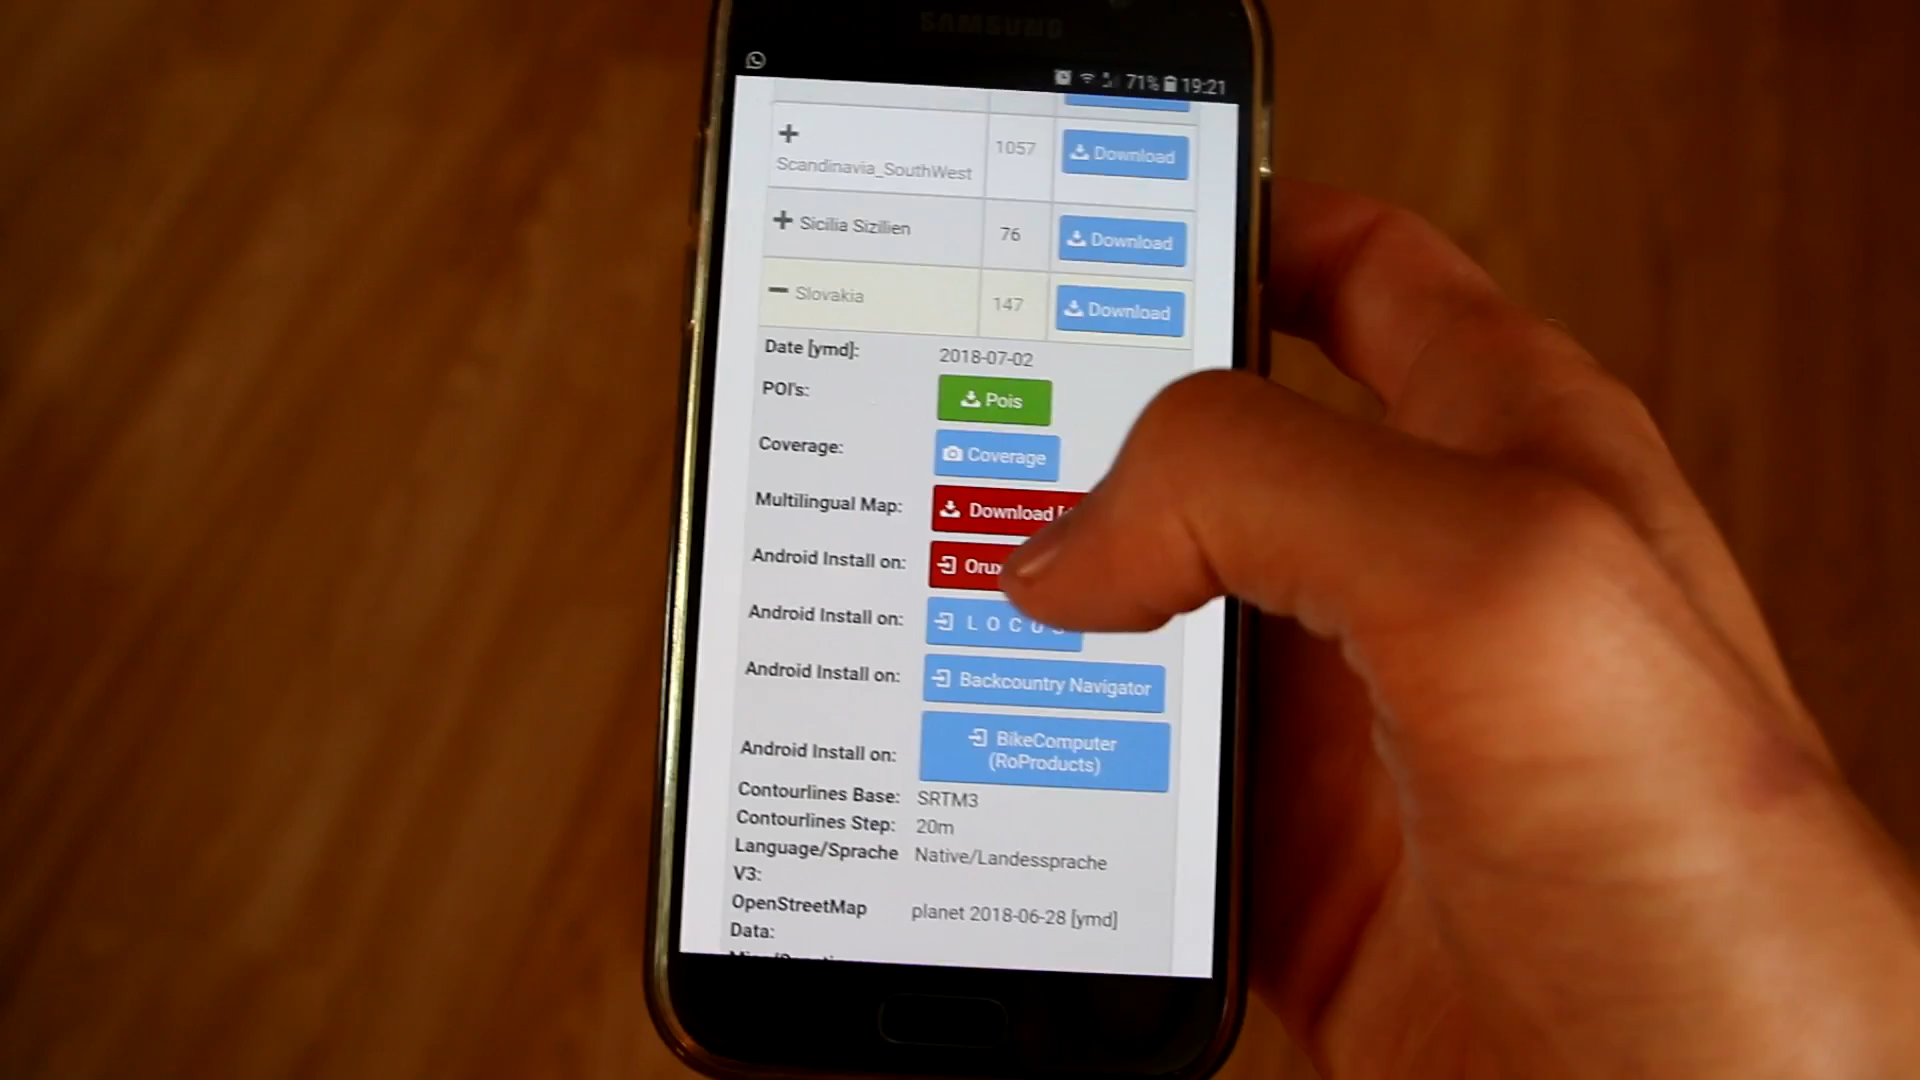 SAMSUNG
71% 19:21
Scandinavia_SouthWest 1057 Download
Sicilia Sizilien 76 Download
Slovakia 147 Download
Date [ymd]: 2018-07-02
POI's: Pois
Coverage: Coverage
Multilingual Map: Download
Android Install on:
Android Install on: LOCUS
Android Install on: Backcountry Navigator
Android Install on: BikeComputer
(RoProducts)
Contourlines Base: SRTM3
Contourlines Step: 20m
Language/Sprache Native/Landessprache
V3:
OpenStreetMap planet 2018-06-28 [ymd]
Data: